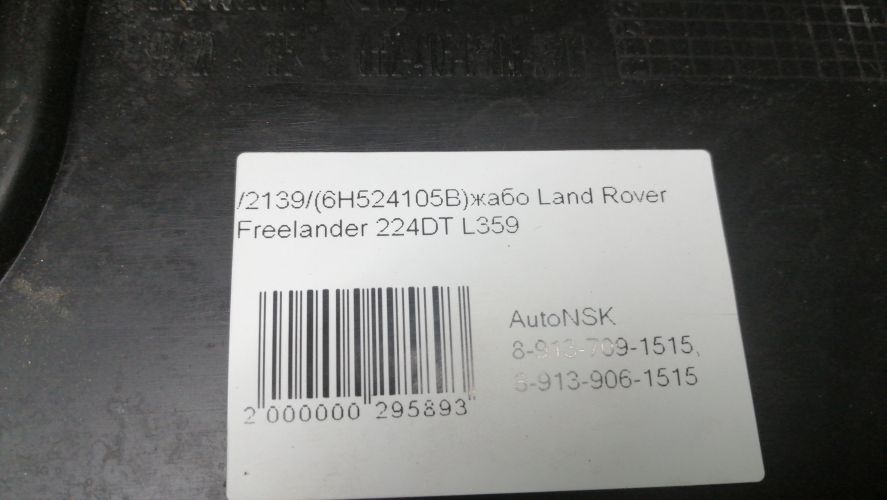 /2139/(6H524105B)жабо Land Rover
Freelander 224DT L359
AutoNSK
8-913-709-1515,
8-913-906-1515
2 000000 295893